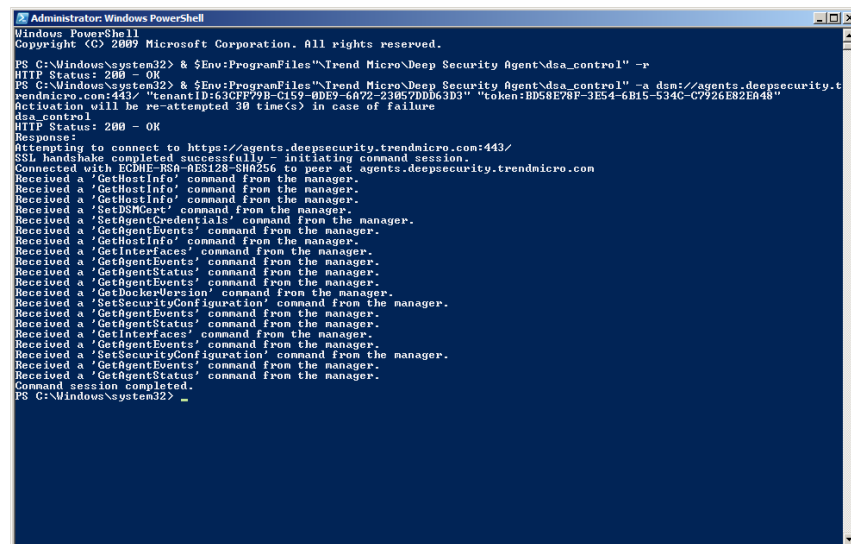 Administrator: Windows PowerShell
Windows PowerShell
Copyright (C) 2009 Microsoft Corporation. All rights reserved.
PS C:\Windows\system32> & $Env:ProgramFiles"\Trend Micro\Deep Security Agent\dsa_control" -r
HTTP Status: 200 - OK
PS C:\Windows\system32> & $Env:ProgramFiles"\Trend Micro\Deep Security Agent\dsa_control" -a dsm://agents.deepsecurity.t
rendmicro.com:443/ "tenantID:63CFF79B-C159-0DE9-6A72-23057DDD63D3" "token:BD58E78F-3E54-6B15-534C-C7926E82EA48"
Activation will be re-attempted 30 time(s) in case of failure
dsa_control
HTTP Status: 200 - OK
Response:
Attempting to connect to https://agents.deepsecurity.trendmicro.com:443/
SSL handshake completed successfully - initiating command session.
Connected with ECDHE-RSA-AES128-SHA256 to peer at agents.deepsecurity.trendmicro.com
Received a 'GetHostInfo' command from the manager.
Received a 'GetHostInfo' command from the manager.
Received a 'SetDSMCert' command from the manager.
Received a 'SetAgentCredentials' command from the manager.
Received a 'GetAgentEvents' command from the manager.
Received a 'GetHostInfo' command from the manager.
Received a 'GetInterfaces' command from the manager.
Received a 'GetAgentEvents' command from the manager.
Received a 'GetAgentStatus' command from the manager.
Received a 'GetAgentEvents' command from the manager.
Received a 'GetDockerVersion' command from the manager.
Received a 'SetSecurityConfiguration' command from the manager.
Received a 'GetAgentEvents' command from the manager.
Received a 'GetAgentStatus' command from the manager.
Received a 'GetInterfaces' command from the manager.
Received a 'GetAgentEvents' command from the manager.
Received a 'SetSecurityConfiguration' command from the manager.
Received a 'GetAgentEvents' command from the manager.
Received a 'GetAgentStatus' command from the manager.
Command session completed.
PS C:\Windows\system32> _